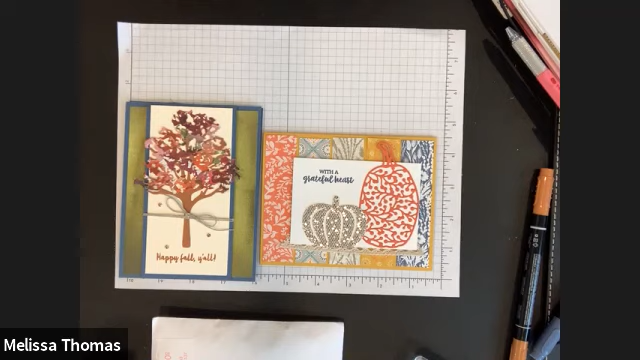 WITH A
grateful heart
Happy fall, y'all!
Melissa Thomas